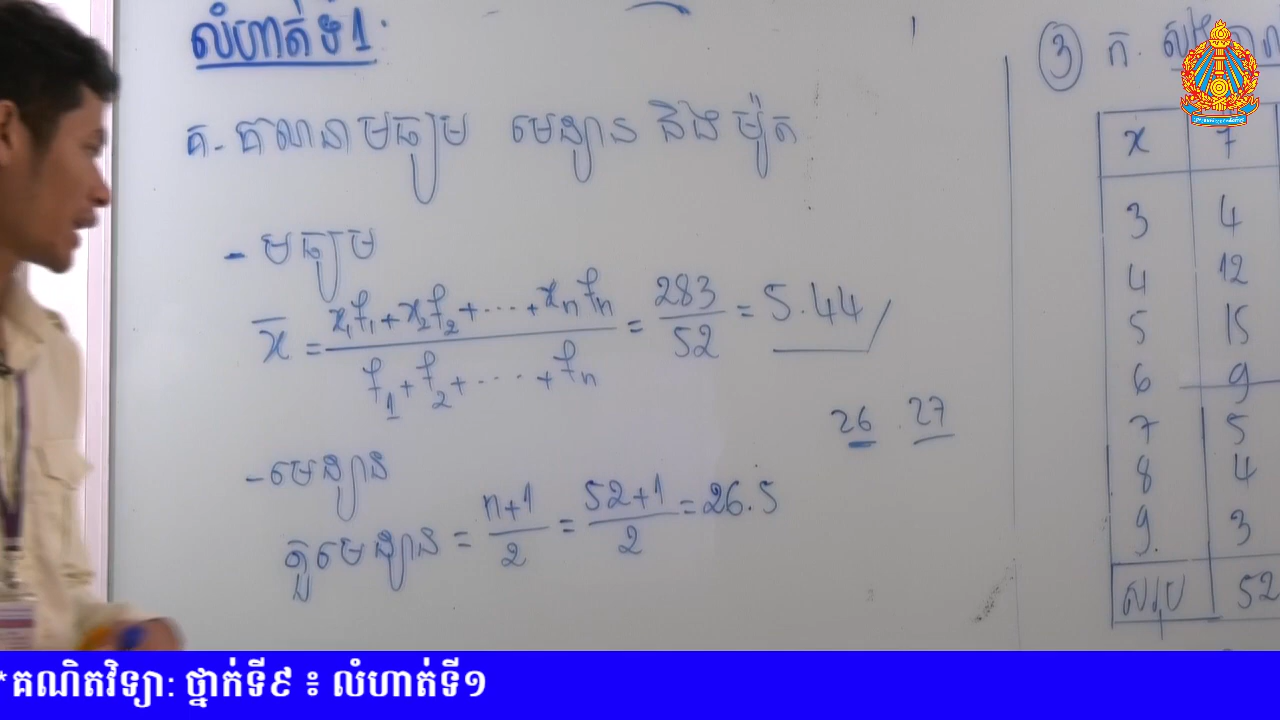 លំហាត់ទី1
គ. គណនាមធ្យម មេដ្យាន និង ម៉ូត
- មធ្យម
x̄ = (x₁f₁ + x₂f₂ + .... + xₙfₙ) / (f₁ + f₂ + .... + fₙ) = 283/52 = 5.44
26 27
- មេដ្យាន
តួមេដ្យាន = (n+1)/2 = (52+1)/2 = 26.5
③ ក.
x f
3 4
4 12
5 15
6 9
7 5
8 4
9 3
សរុប 52
*គណិតវិទ្យា: ថ្នាក់ទី៩ ៖ លំហាត់ទី១